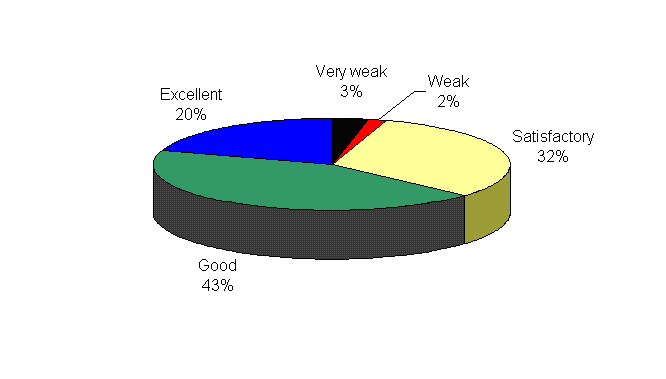 Very weak
3%
Weak
2%
Excellent
20%
Satisfactory
32%
Good
43%